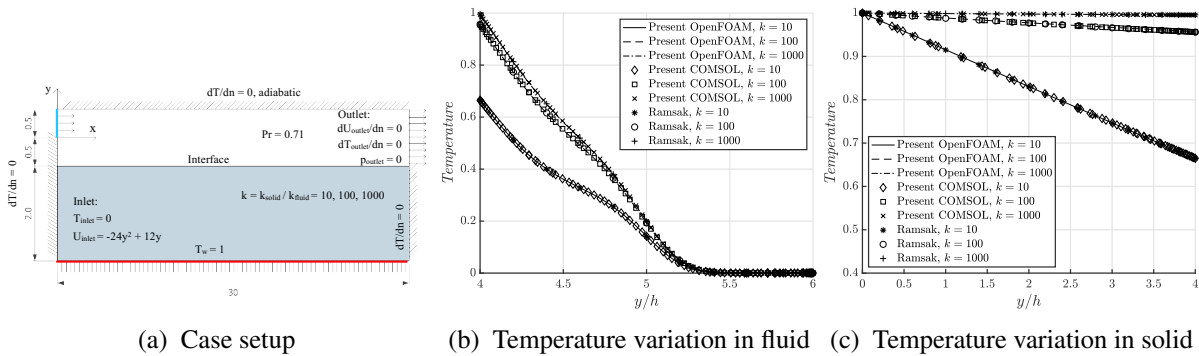 y
dT/dn = 0, adiabatic
Outlet:
dU_outlet/dn = 0
dT_outlet/dn = 0
p_outlet = 0
x
Pr = 0.71
0.5
0.5
Interface
dT/dn = 0
2.0
k = k_solid / k_fluid = 10, 100, 1000
Inlet:
T_inlet = 0
U_inlet = -24y² + 12y
T_w = 1
dT/dn = 0
30
(a) Case setup
Temperature
1
0.8
0.6
0.4
0.2
0
4
4.5
5
5.5
6
y/h
Present OpenFOAM, k = 10
Present OpenFOAM, k = 100
Present OpenFOAM, k = 1000
Present COMSOL, k = 10
Present COMSOL, k = 100
Present COMSOL, k = 1000
Ramsak, k = 10
Ramsak, k = 100
Ramsak, k = 1000
(b) Temperature variation in fluid
Temperature
1
0.9
0.8
0.7
0.6
0.5
0.4
0
0.5
1
1.5
2
2.5
3
3.5
4
y/h
Present OpenFOAM, k = 10
Present OpenFOAM, k = 100
Present OpenFOAM, k = 1000
Present COMSOL, k = 10
Present COMSOL, k = 100
Present COMSOL, k = 1000
Ramsak, k = 10
Ramsak, k = 100
Ramsak, k = 1000
(c) Temperature variation in solid